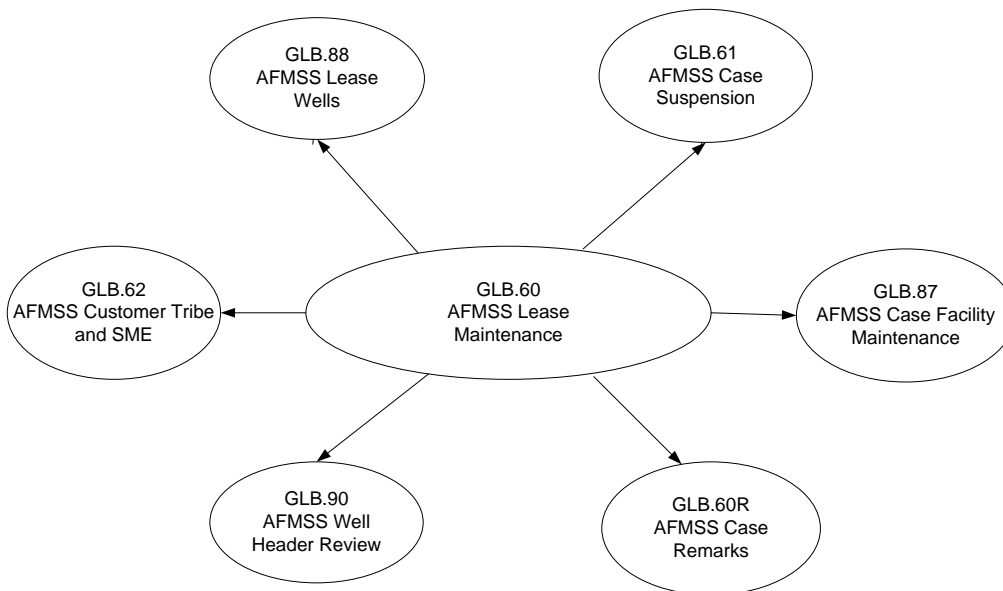 GLB.88
AFMSS Lease
Wells
GLB.61
AFMSS Case
Suspension
GLB.62
AFMSS Customer Tribe
and SME
GLB.60
AFMSS Lease
Maintenance
GLB.87
AFMSS Case Facility
Maintenance
GLB.90
AFMSS Well
Header Review
GLB.60R
AFMSS Case
Remarks